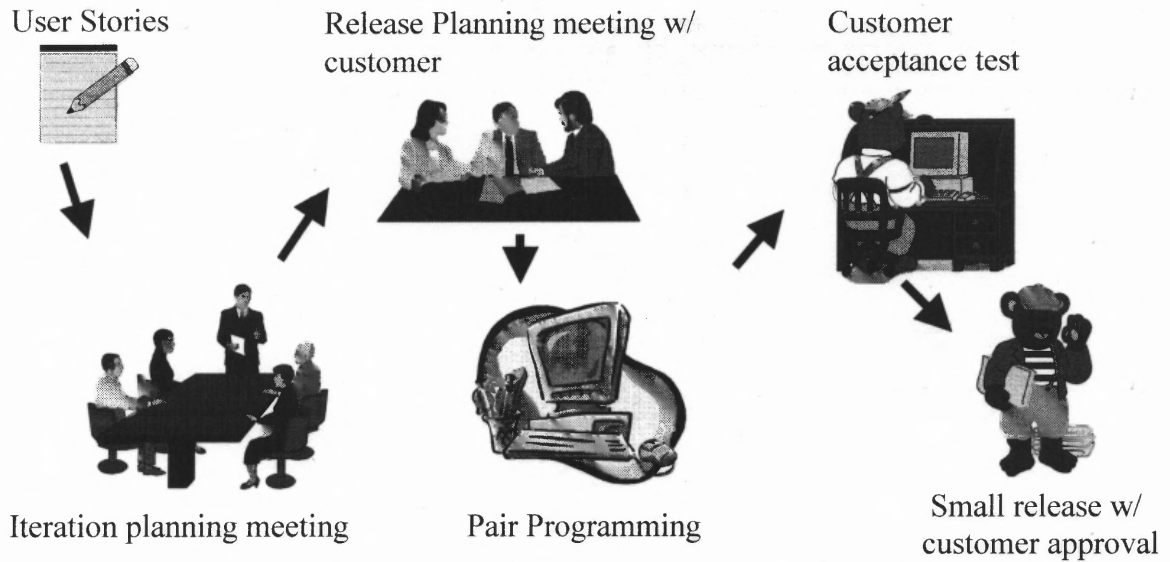 User Stories
Release Planning meeting w/
customer
Customer
acceptance test
Iteration planning meeting
Pair Programming
Small release w/
customer approval